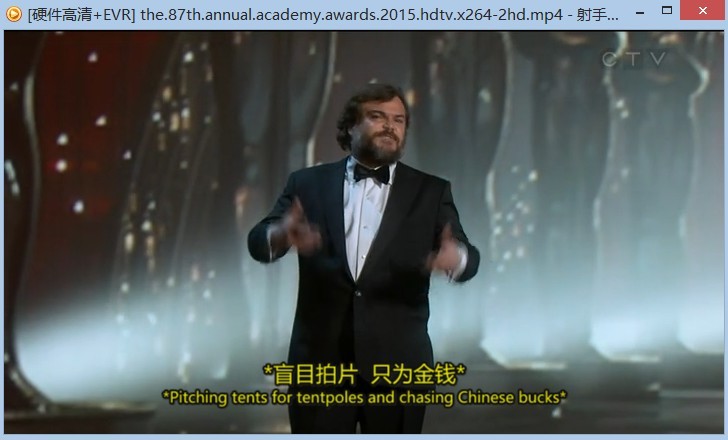 [硬件高清+EVR] the.87th.annual.academy.awards.2015.hdtv.x264-2hd.mp4 - 射手...
CTV
*盲目拍片 只为金钱*
*Pitching tents for tentpoles and chasing Chinese bucks*